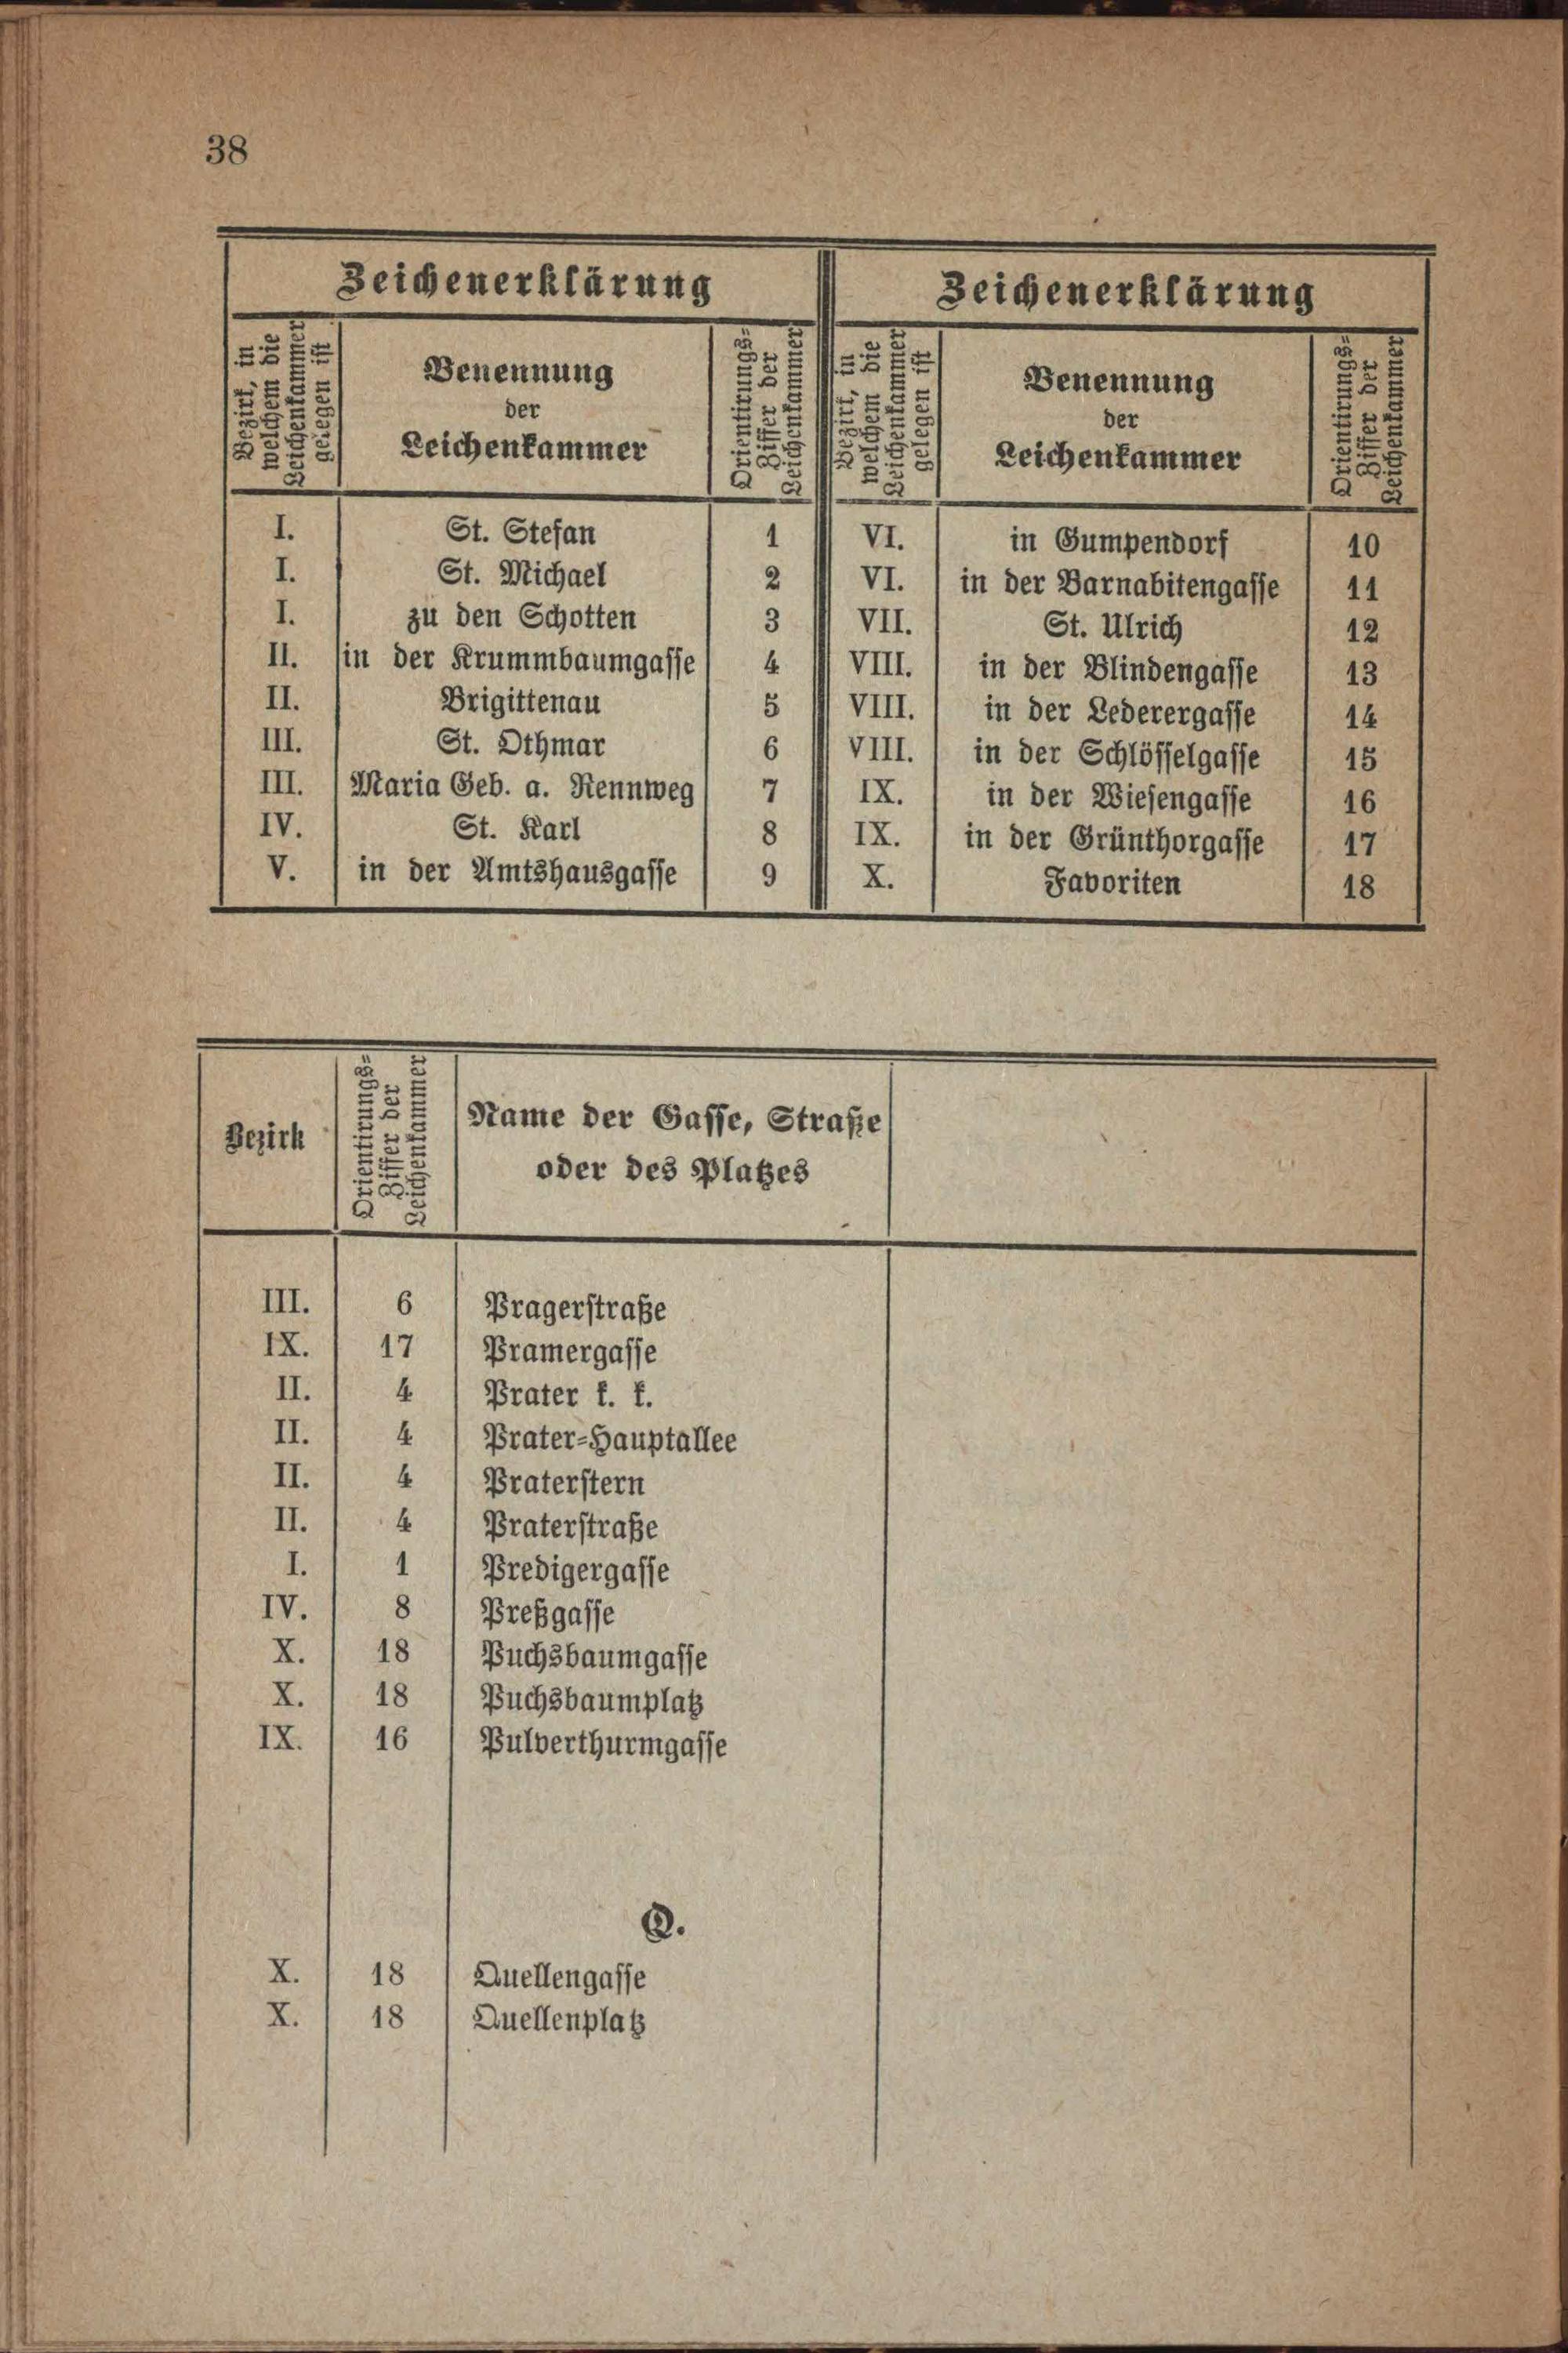 38
Zeichenerklärung
Bezirk, in
welchem die
Leichenkammer
gelegen ist
Benennung
der
Leichenkammer
Orientirungs-
Ziffer der
Leichenkammer
I. St. Stefan 1
I. St. Michael 2
I. zu den Schotten 3
II. in der Krummbaumgasse 4
II. Brigittenau 5
III. St. Othmar 6
III. Maria Geb. a. Rennweg 7
IV. St. Karl 8
V. in der Amtshausgasse 9
Zeichenerklärung
Bezirk, in
welchem die
Leichenkammer
gelegen ist
Benennung
der
Leichenkammer
Orientirungs-
Ziffer der
Leichenkammer
VI. in Gumpendorf 10
VI. in der Barnabitengasse 11
VII. St. Ulrich 12
VIII. in der Blindengasse 13
VIII. in der Lederergasse 14
VIII. in der Schlösselgasse 15
IX. in der Wiesengasse 16
IX. in der Grünthorgasse 17
X. Favoriten 18
Bezirk
Orientirungs-
Ziffer der
Leichenkammer
Name der Gasse, Straße
oder des Platzes
III. 6 Pragerstraße
IX. 17 Pramergasse
II. 4 Prater k. k.
II. 4 Prater-Hauptallee
II. 4 Praterstern
II. 4 Praterstraße
I. 1 Predigergasse
IV. 8 Preßgasse
X. 18 Puchsbaumgasse
X. 18 Puchsbaumplatz
IX. 16 Pulverthurmgasse
Q.
X. 18 Quellengasse
X. 18 Quellenplatz